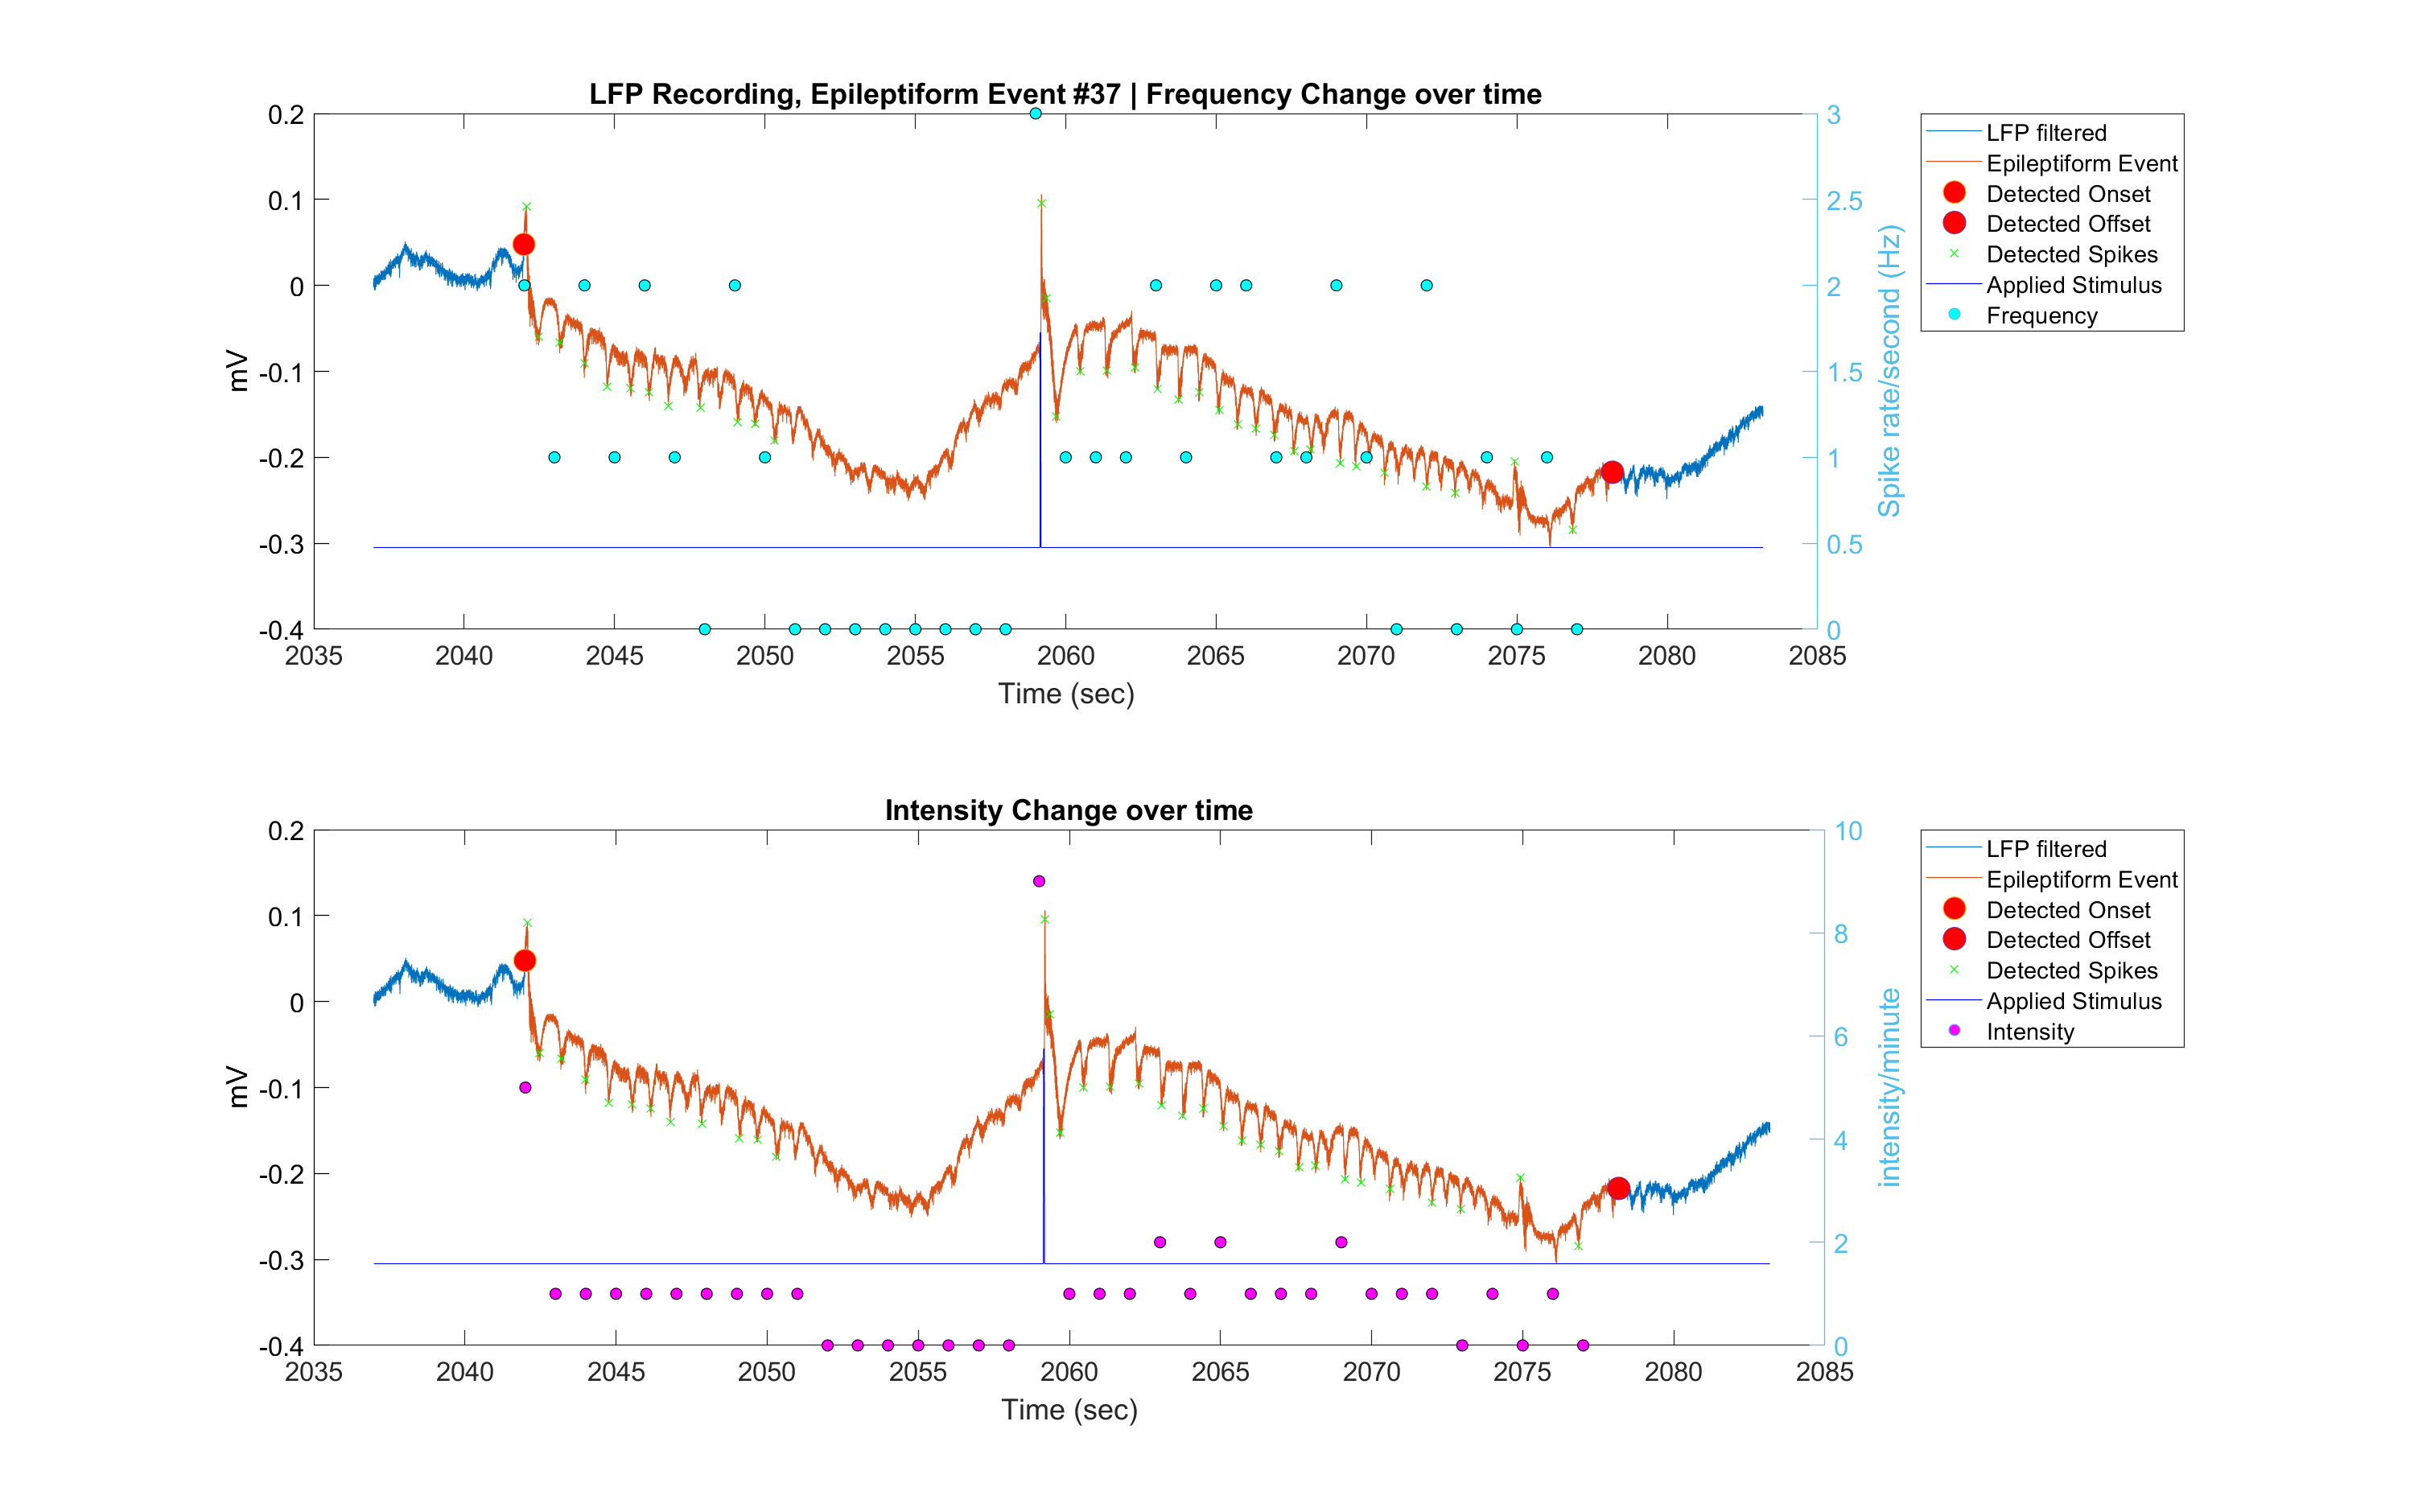 LFP Recording, Epileptiform Event #37 | Frequency Change over time
0.2
0.1
0
-0.1
-0.2
-0.3
-0.4
mV
2035 2040 2045 2050 2055 2060 2065 2070 2075 2080 2085
Time (sec)
3
2.5
2
1.5
1
0.5
0
Spike rate/second (Hz)
LFP filtered
Epileptiform Event
Detected Onset
Detected Offset
Detected Spikes
Applied Stimulus
Frequency
Intensity Change over time
0.2
0.1
0
-0.1
-0.2
-0.3
-0.4
mV
2035 2040 2045 2050 2055 2060 2065 2070 2075 2080 2085
Time (sec)
10
8
6
4
2
0
intensity/minute
LFP filtered
Epileptiform Event
Detected Onset
Detected Offset
Detected Spikes
Applied Stimulus
Intensity